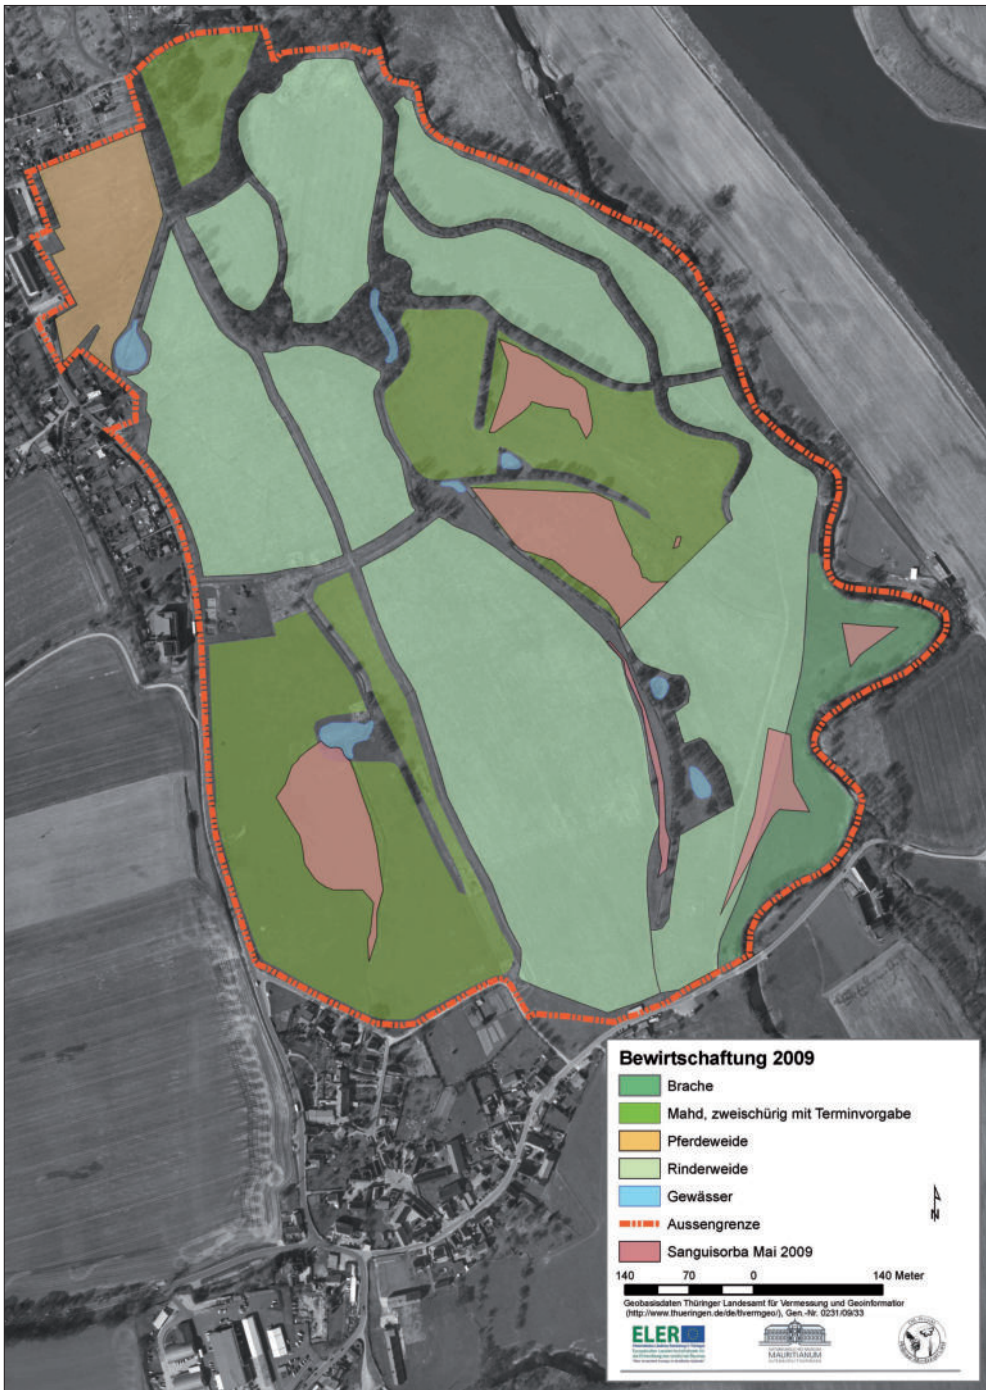 Bewirtschaftung 2009
Brache
Mahd, zweischürig mit Terminvorgabe
Pferdeweide
Rinderweide
Gewässer
Aussengrenze
N
Sanguisorba Mai 2009
140 70 0 140 Meter
Geobasisdaten Thüringer Landesamt für Vermessung und Geoinformatior
(http://www.thueringen.de/de/tlvermgeo/), Gen.-Nr. 0231/09/33
ELER
MAURITIANUM